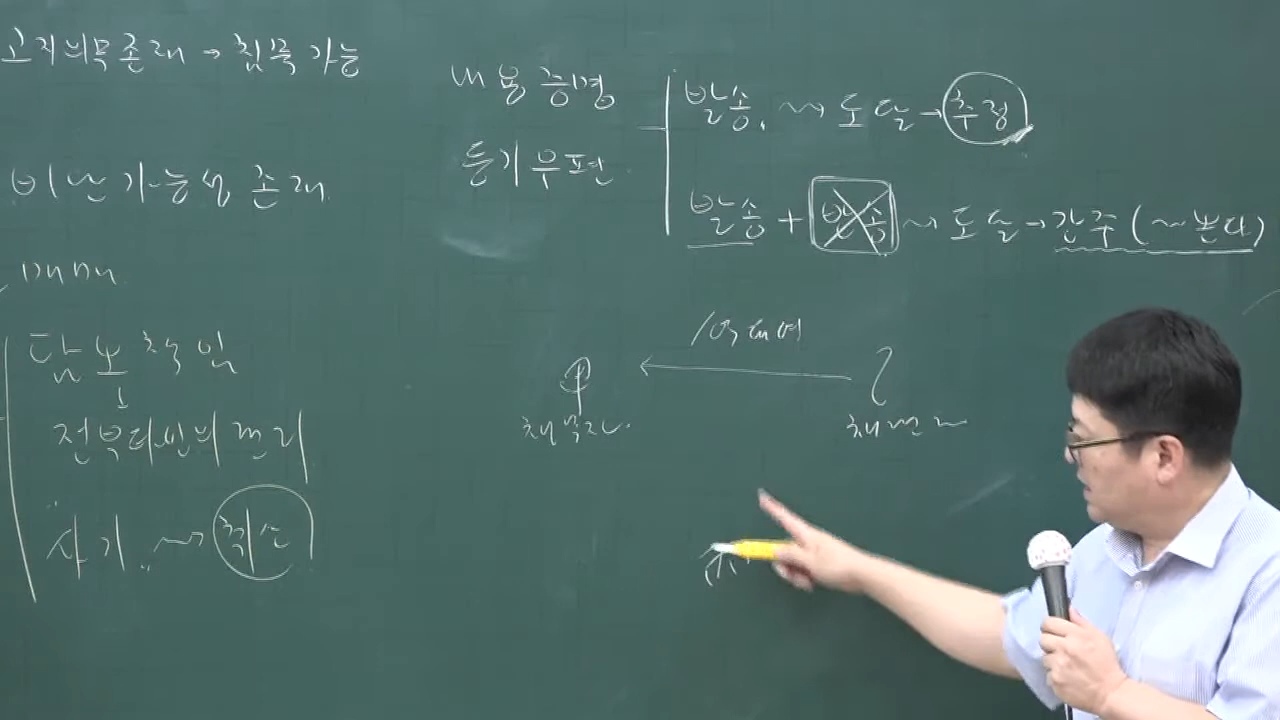 고지의무존재 → 침묵가능
비난가능성 존재
담보책임
↓
전부타인의 권리
사기 → 취소
내용증명
등기우편
발송. → 도달 → 추정
발송 + 반송 → 도달 → 간주 (~본다)
채무자.
채권자